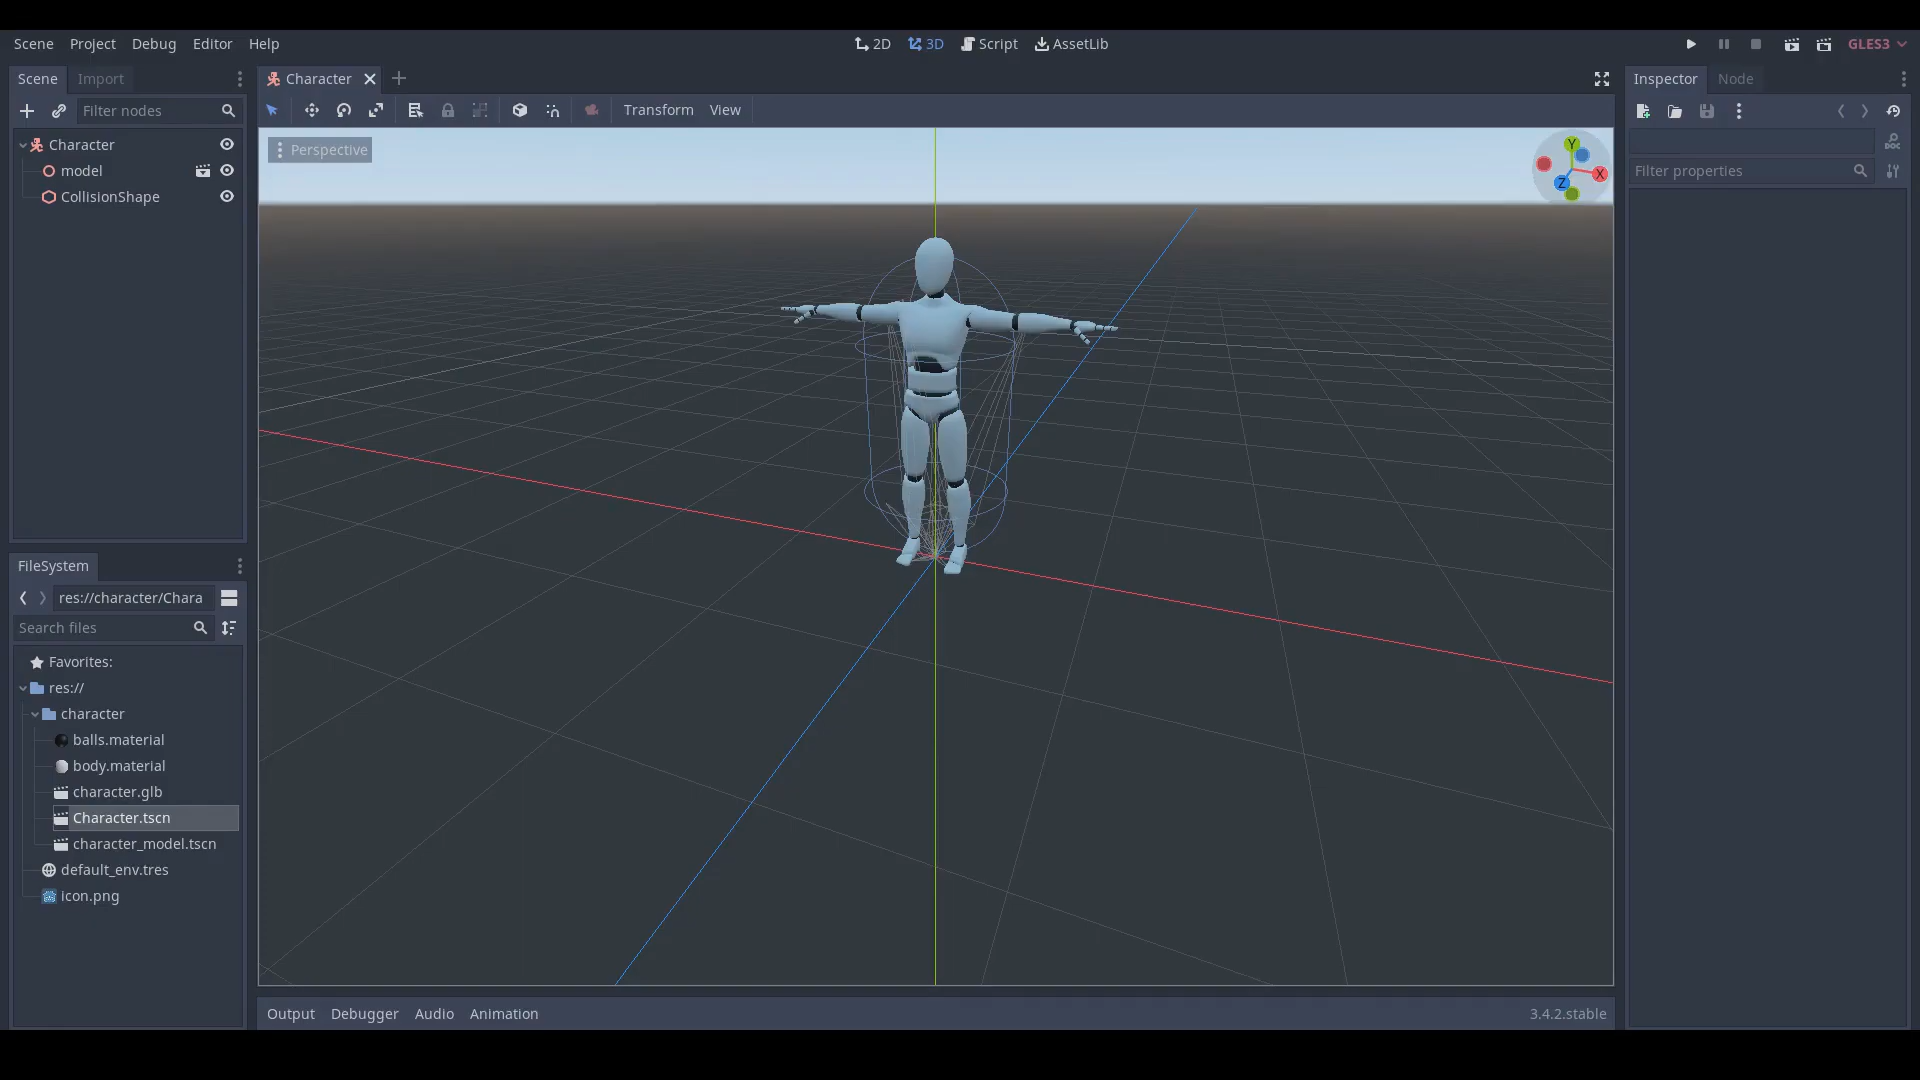 Scene Project Debug Editor Help
2D 3D Script AssetLib
GLES3
Scene Import
Filter nodes
Character
model
CollisionShape
FileSystem
res://character/Chara
Search files
Favorites:
res://
character
balls.material
body.material
character.glb
Character.tscn
character_model.tscn
default_env.tres
icon.png
Character
Transform View
Perspective
Y
X
Z
Output Debugger Audio Animation
3.4.2.stable
Inspector Node
DOC
Filter properties